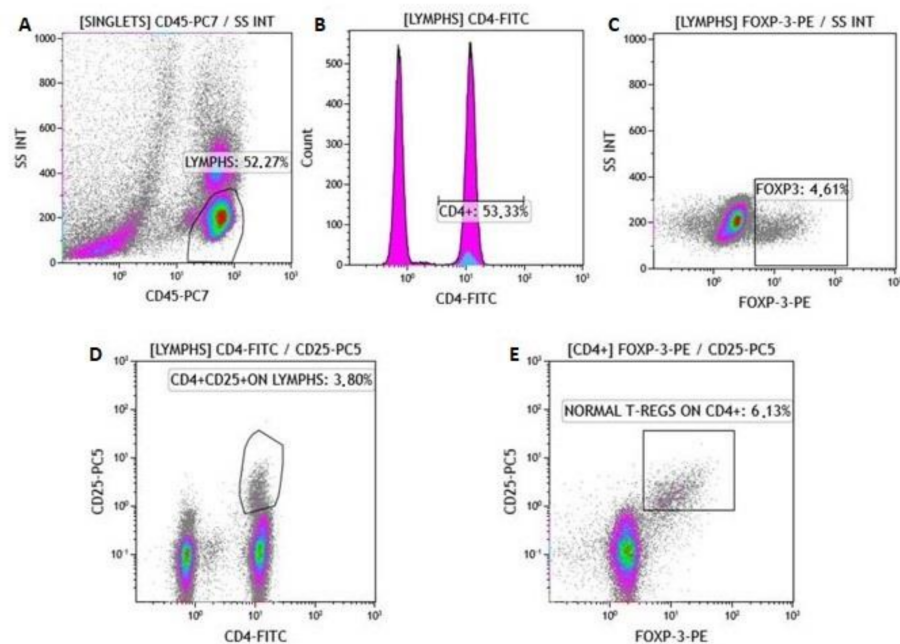 A
[SINGLETS] CD45-PC7 / SS INT
1000
800
600
400
200
0
SS INT
LYMPHS: 52,27%
10⁰
10¹
10²
10³
CD45-PC7
B
[LYMPHS] CD4-FITC
500
400
300
200
100
0
Count
CD4+: 53,33%
10⁰
10¹
10²
10³
CD4-FITC
C
[LYMPHS] FOXP-3-PE / SS INT
1000
800
600
400
200
0
SS INT
FOXP3: 4,61%
10⁰
10¹
10²
10³
FOXP-3-PE
D
[LYMPHS] CD4-FITC / CD25-PC5
10³
10²
10¹
10⁰
10⁻¹
CD25-PC5
CD4+CD25+ON LYMPHS: 3,80%
10⁰
10¹
10²
10³
CD4-FITC
E
[CD4+] FOXP-3-PE / CD25-PC5
10³
10²
10¹
10⁰
10⁻¹
CD25-PC5
NORMAL T-REGS ON CD4+: 6,13%
10⁰
10¹
10²
10³
FOXP-3-PE